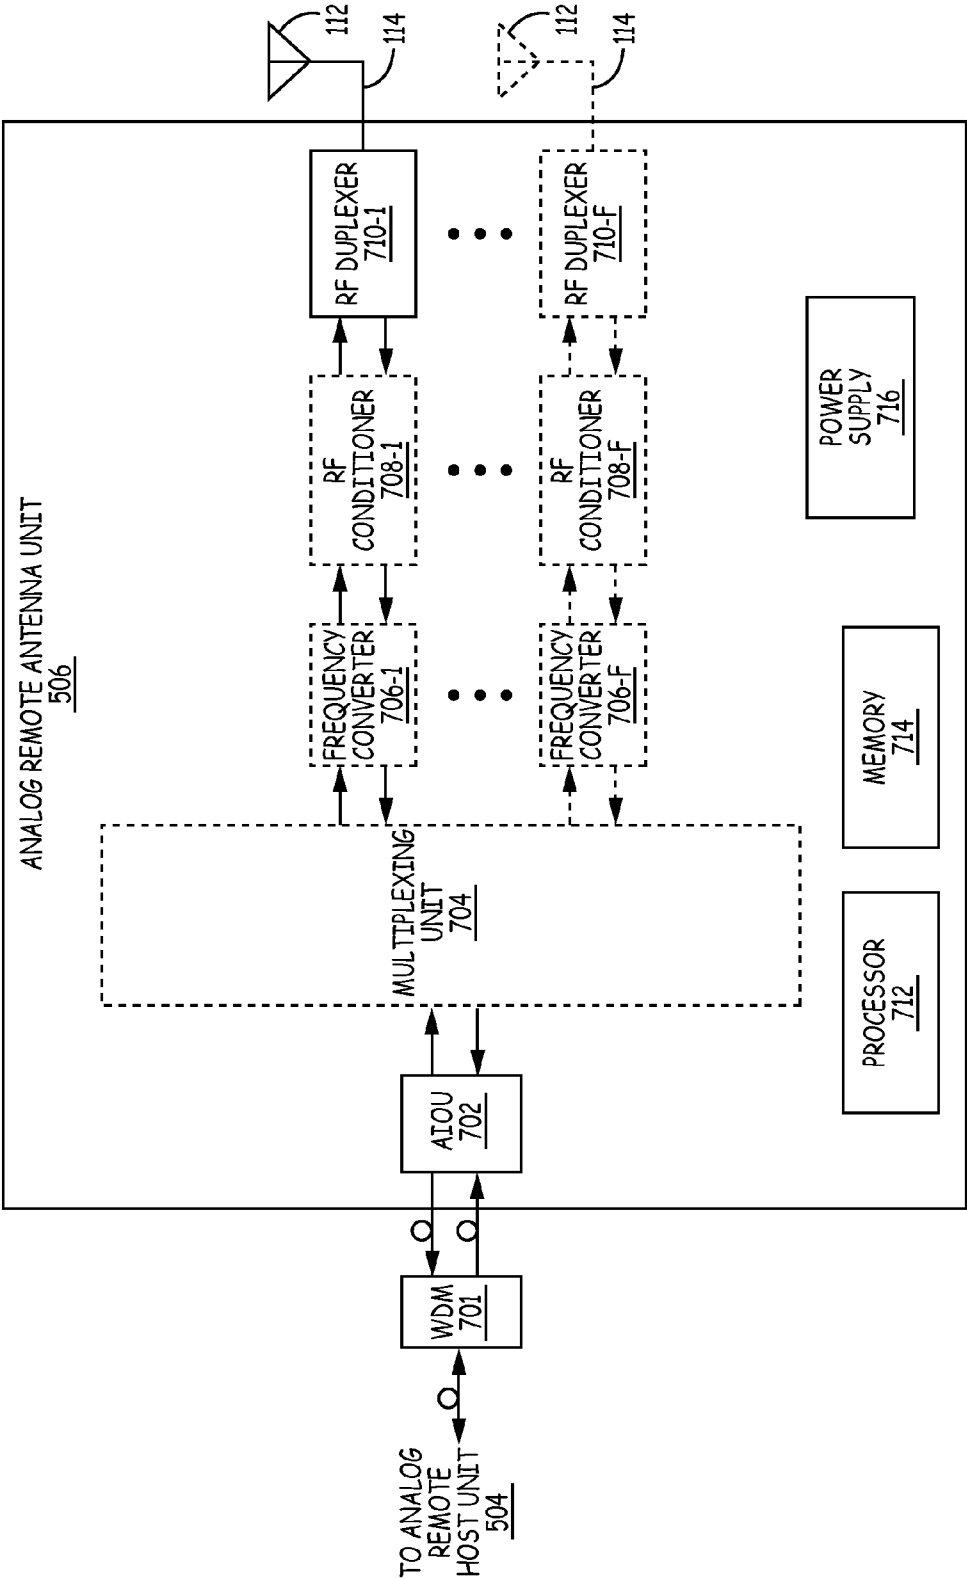 ANALOG REMOTE ANTENNA UNIT
506
TO ANALOG
REMOTE
HOST UNIT
504
WDM
701
AIOU
702
MULTIPLEXING
UNIT
704
FREQUENCY
CONVERTER
706-1
RF
CONDITIONER
708-1
RF DUPLEXER
710-1
112
114
FREQUENCY
CONVERTER
706-F
RF
CONDITIONER
708-F
RF DUPLEXER
710-F
112
114
PROCESSOR
712
MEMORY
714
POWER
SUPPLY
716